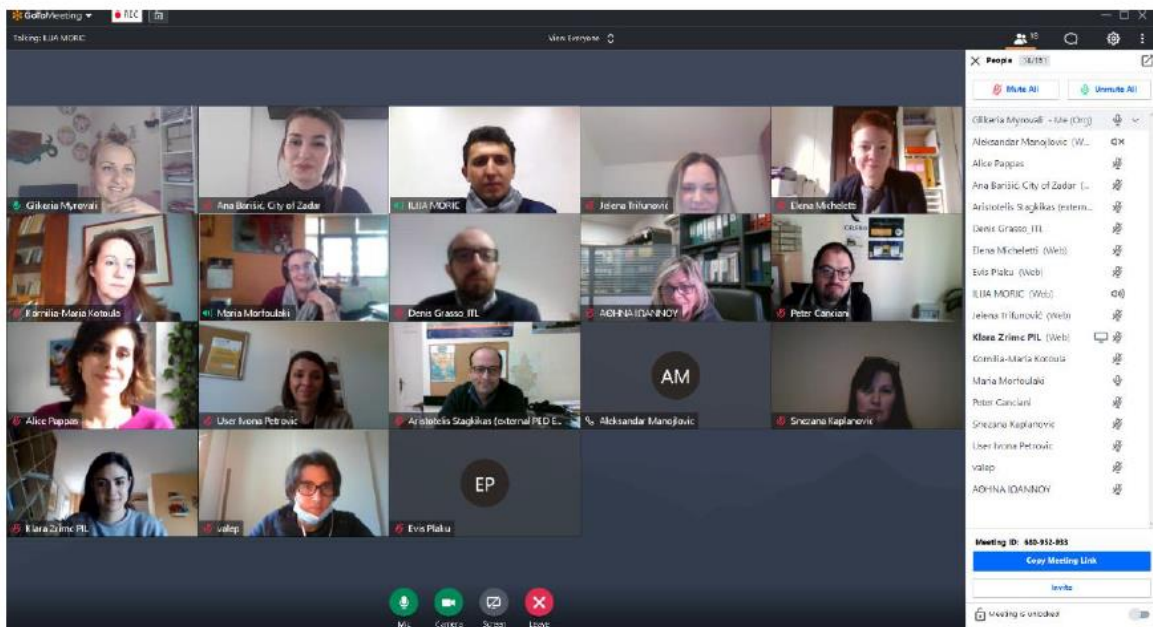 GoToMeeting
REC
Talking: ILIJA MORIC
View Everyone
18
People 18/151
Mute All
Unmute All
Glikeria Myrovali - Me (Org)
Aleksandar Manojlovic (W...
Alice Pappas
Ana Barišić, City of Zadar (...
Aristotelis Stagkikas (extern...
Denis Grasso_ITL
Elena Micheletti (Web)
Evis Plaku (Web)
ILIJA MORIC (Web)
Jelena Trifunović (Web)
Klara Zrimc PIL (Web)
Kornilia-Maria Kotoula
Maria Morfoulaki
Peter Canciani
Snezana Kaplanovic
User Ivona Petrovic
valep
ΑΘΗΝΑ ΙΩΑΝΝΟΥ
Meeting ID: 680-952-853
Copy Meeting Link
Invite
Meeting is unlocked
Glikeria Myrovali
Ana Barišić, City of Zadar
ILIJA MORIC
Jelena Trifunović
Elena Micheletti
Kornilia-Maria Kotoula
Maria Morfoulaki
Denis Grasso_ITL
ΑΘΗΝΑ ΙΩΑΝΝΟΥ
Peter Canciani
Alice Pappas
User Ivona Petrovic
Aristotelis Stagkikas (external PED E...
AM
Aleksandar Manojlovic
Snezana Kaplanovic
Klara Zrimc PIL
valep
EP
Evis Plaku
Mic
Camera
Screen
Leave